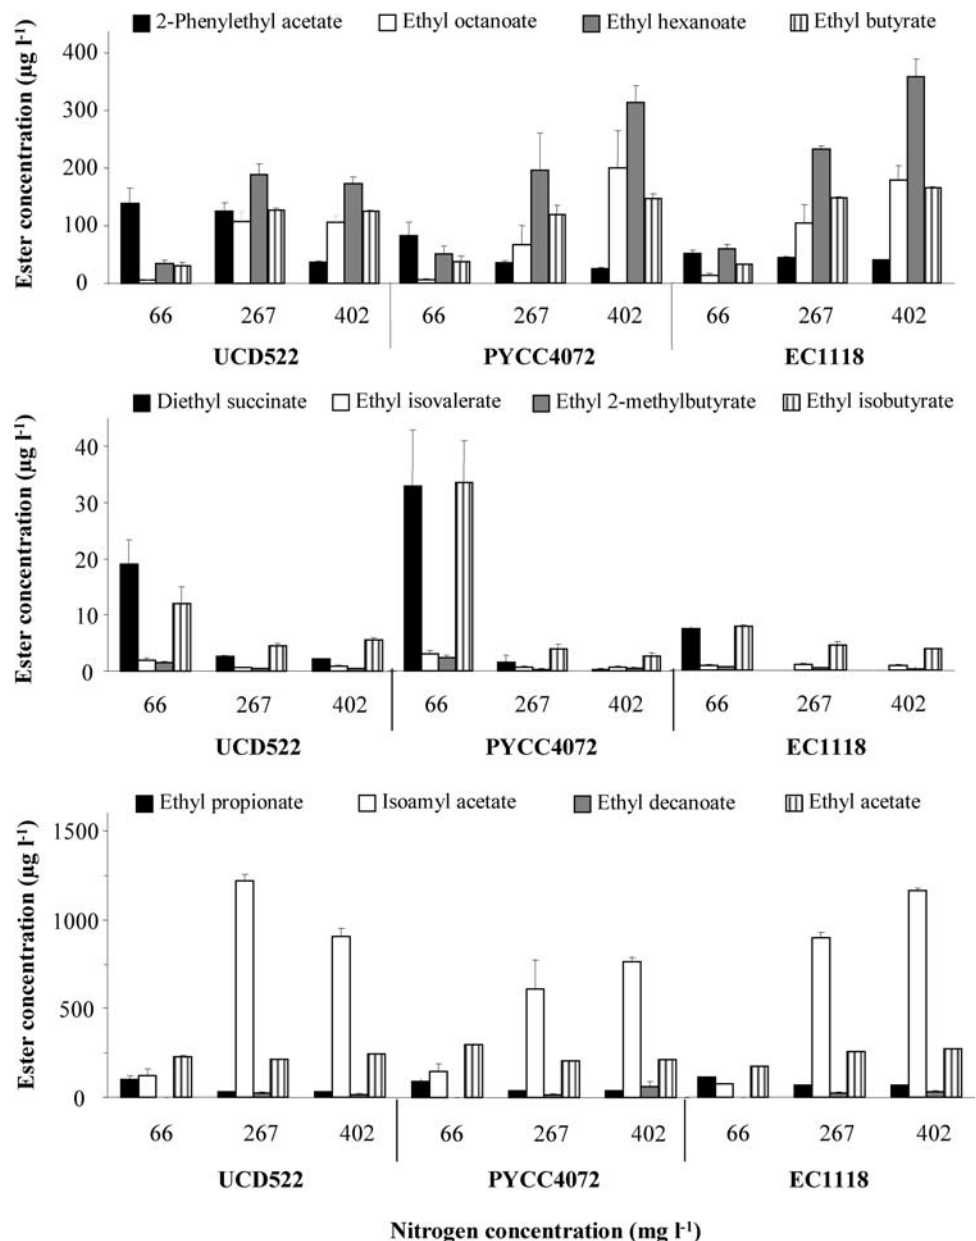 2-Phenylethyl acetate Ethyl octanoate Ethyl hexanoate Ethyl butyrate
Ester concentration (µg l-1)
400
300
200
100
0
66 267 402 66 267 402 66 267 402
UCD522 PYCC4072 EC1118
Diethyl succinate Ethyl isovalerate Ethyl 2-methylbutyrate Ethyl isobutyrate
Ester concentration (µg l-1)
40
30
20
10
0
66 267 402 66 267 402 66 267 402
UCD522 PYCC4072 EC1118
Ethyl propionate Isoamyl acetate Ethyl decanoate Ethyl acetate
Ester concentration (µg l-1)
1500
1000
500
0
66 267 402 66 267 402 66 267 402
UCD522 PYCC4072 EC1118
Nitrogen concentration (mg l-1)